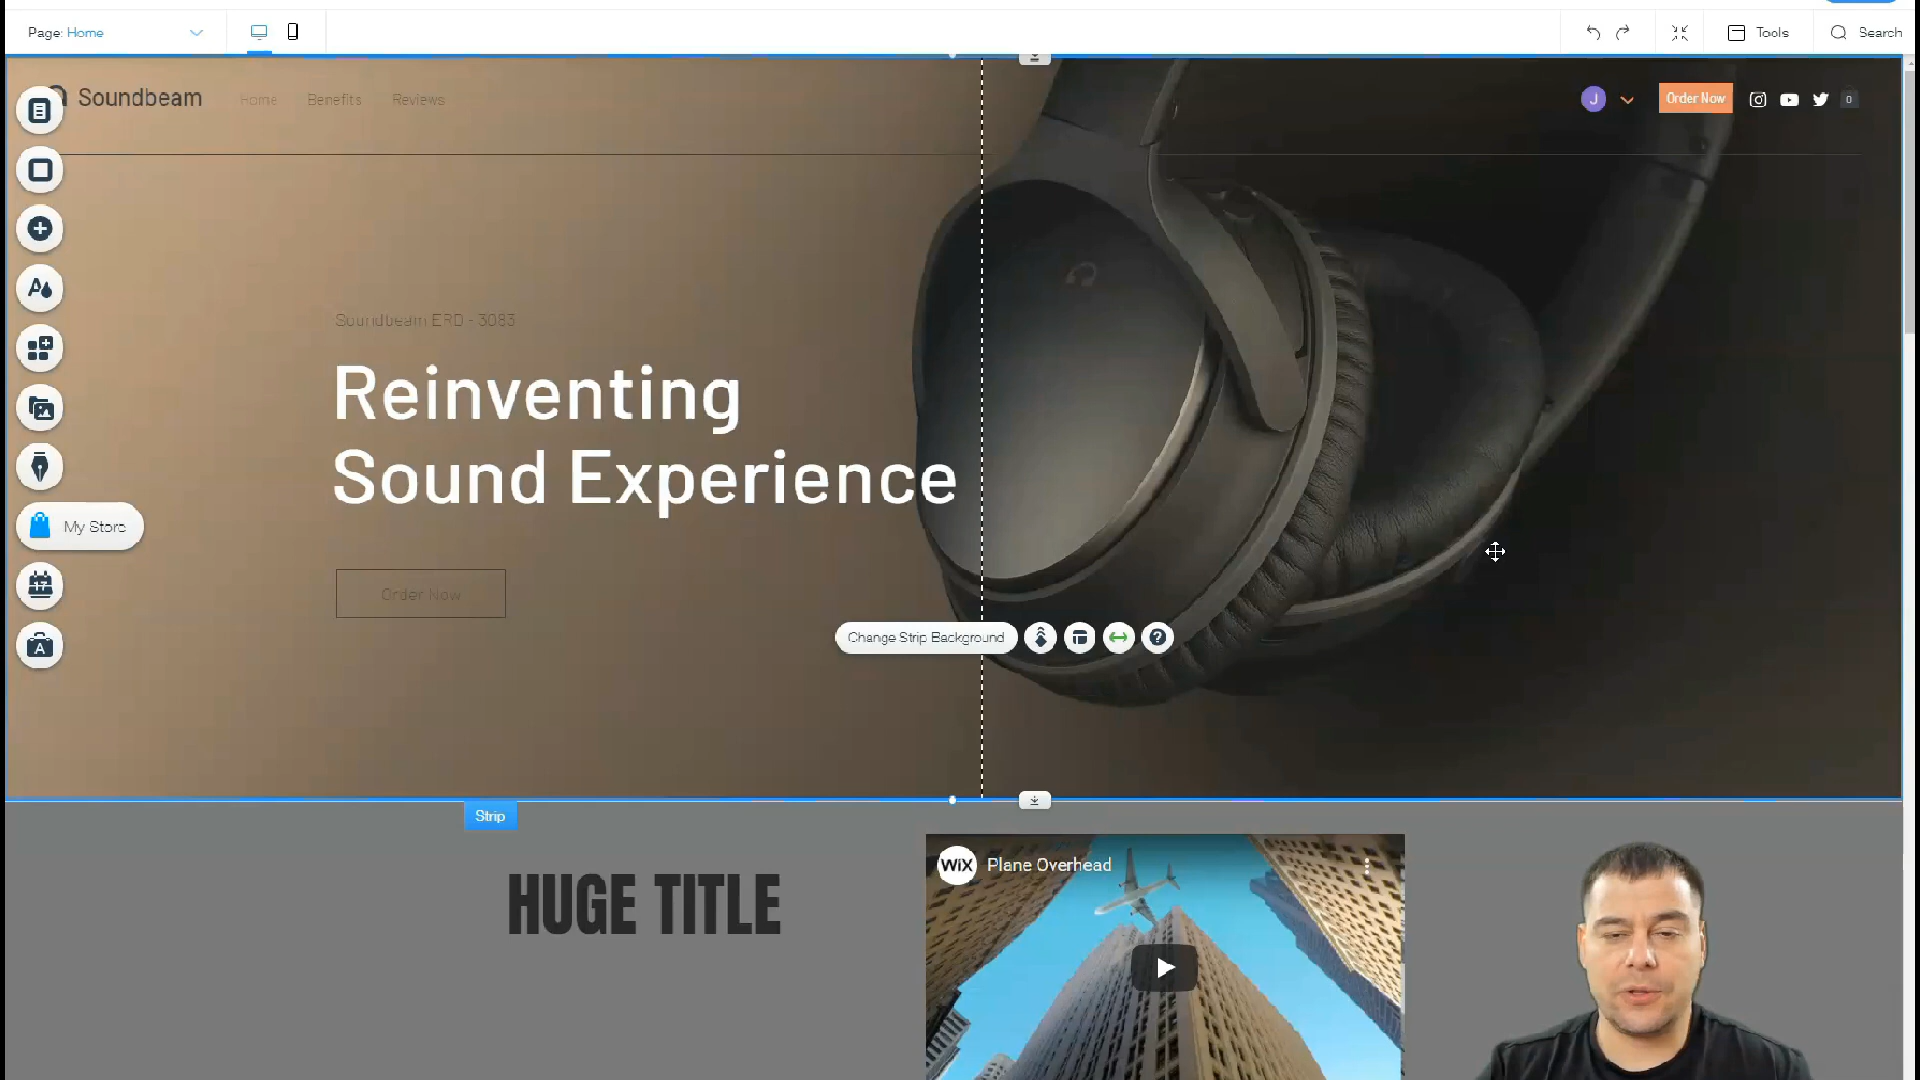 Page: Home
Tools
Search
Soundbeam
Home
Benefits
Reviews
J
Order Now
0
Soundbeam ERD - 3083
Reinventing
Sound Experience
My Store
17
A
Order Now
Change Strip Background
?
Strip
HUGE TITLE
WiX
Plane Overhead